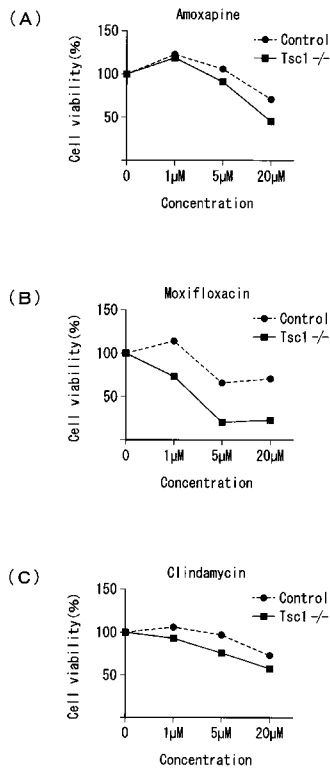 (A)
Amoxapine
Control
Tsc1 -/-
Cell viability(%)
150
100
50
0 1μM 5μM 20μM
Concentration
(B)
Moxifloxacin
Control
Tsc1 -/-
Cell viability(%)
150
100
50
0 1μM 5μM 20μM
Concentration
(C)
Clindamycin
Control
Tsc1 -/-
Cell viability(%)
150
100
50
0 1μM 5μM 20μM
Concentration